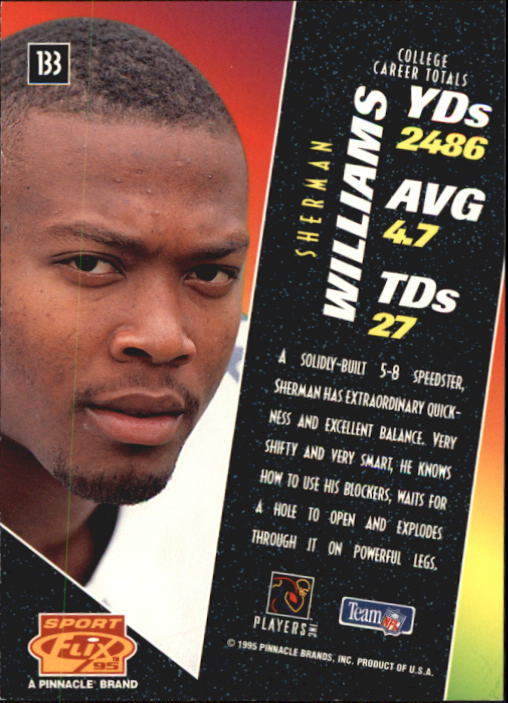 133
COLLEGE
CAREER TOTALS
SHERMAN
WILLIAMS
YDs
2486
AVG
4.7
TDs
27
A SOLIDLY-BUILT 5-8 SPEEDSTER,
SHERMAN HAS EXTRAORDINARY QUICK-
NESS AND EXCELLENT BALANCE. VERY
SHIFTY AND VERY SMART, HE KNOWS
HOW TO USE HIS BLOCKERS, WAITS FOR
A HOLE TO OPEN AND EXPLODES
THROUGH IT ON POWERFUL LEGS.
PLAYERS INC
Team NFL
© 1995 PINNACLE BRANDS, INC. PRODUCT OF U.S.A.
SPORT
FLIX™
95
A PINNACLE® BRAND